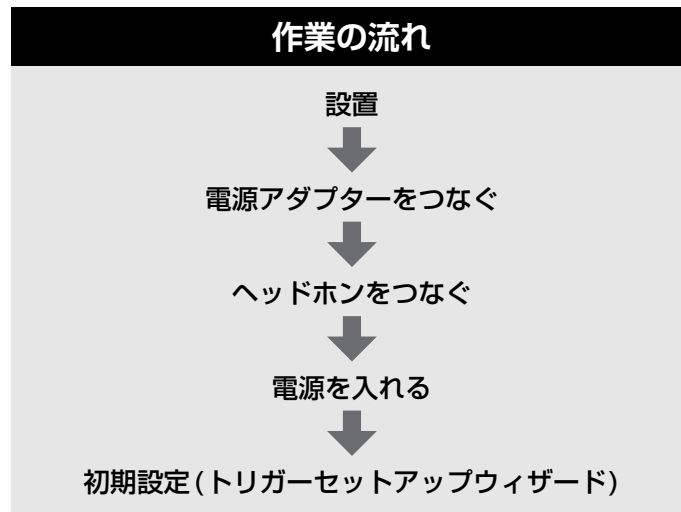 作業の流れ
設置
電源アダプターをつなぐ
ヘッドホンをつなぐ
電源を入れる
初期設定(トリガーセットアップウィザード)